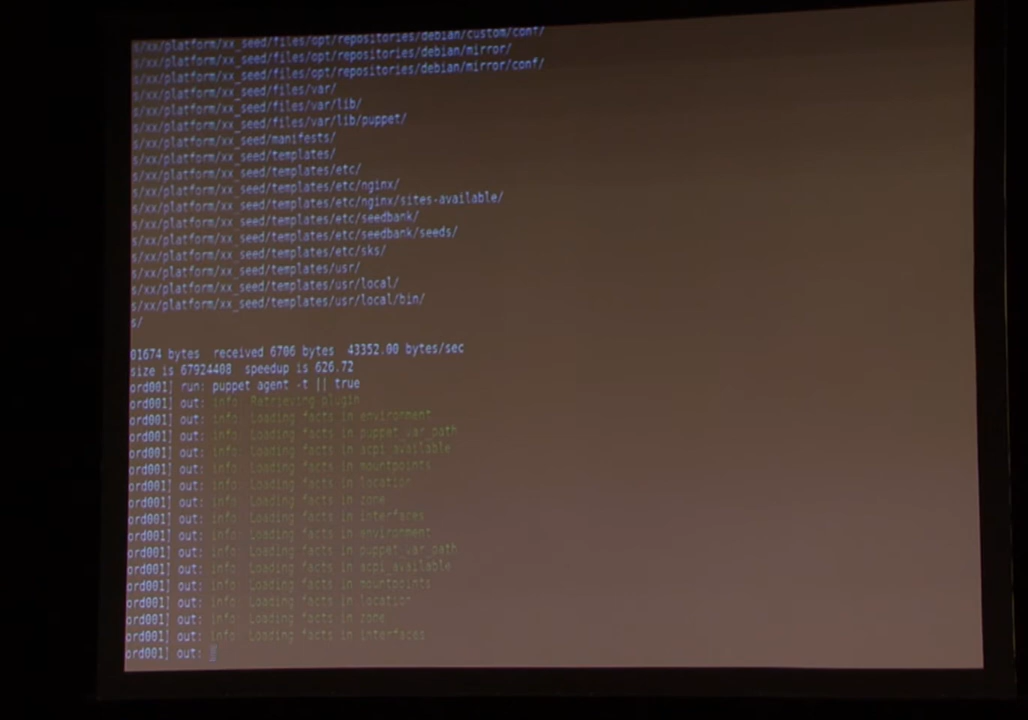 s/xx/platform/xx_seed/files/opt/repositories/debian/custom/conf/
s/xx/platform/xx_seed/files/opt/repositories/debian/mirror/
s/xx/platform/xx_seed/files/opt/repositories/debian/mirror/conf/
s/xx/platform/xx_seed/files/var/
s/xx/platform/xx_seed/files/var/lib/
s/xx/platform/xx_seed/files/var/lib/puppet/
s/xx/platform/xx_seed/manifests/
s/xx/platform/xx_seed/templates/
s/xx/platform/xx_seed/templates/etc/
s/xx/platform/xx_seed/templates/etc/nginx/
s/xx/platform/xx_seed/templates/etc/nginx/sites-available/
s/xx/platform/xx_seed/templates/etc/seedbank/
s/xx/platform/xx_seed/templates/etc/seedbank/seeds/
s/xx/platform/xx_seed/templates/etc/sks/
s/xx/platform/xx_seed/templates/usr/
s/xx/platform/xx_seed/templates/usr/local/
s/xx/platform/xx_seed/templates/usr/local/bin/
s/
01674 bytes  received 6706 bytes  43352.00 bytes/sec
size is 67924408  speedup is 626.72
ord001] run: puppet agent -t || true
ord001] out: info: Retrieving plugin
ord001] out: info: Loading facts in environment
ord001] out: info: Loading facts in puppet_var_path
ord001] out: info: Loading facts in acpi_available
ord001] out: info: Loading facts in mountpoints
ord001] out: info: Loading facts in location
ord001] out: info: Loading facts in zone
ord001] out: info: Loading facts in interfaces
ord001] out: info: Loading facts in environment
ord001] out: info: Loading facts in puppet_var_path
ord001] out: info: Loading facts in acpi_available
ord001] out: info: Loading facts in mountpoints
ord001] out: info: Loading facts in location
ord001] out: info: Loading facts in zone
ord001] out: info: Loading facts in interfaces
ord001] out: